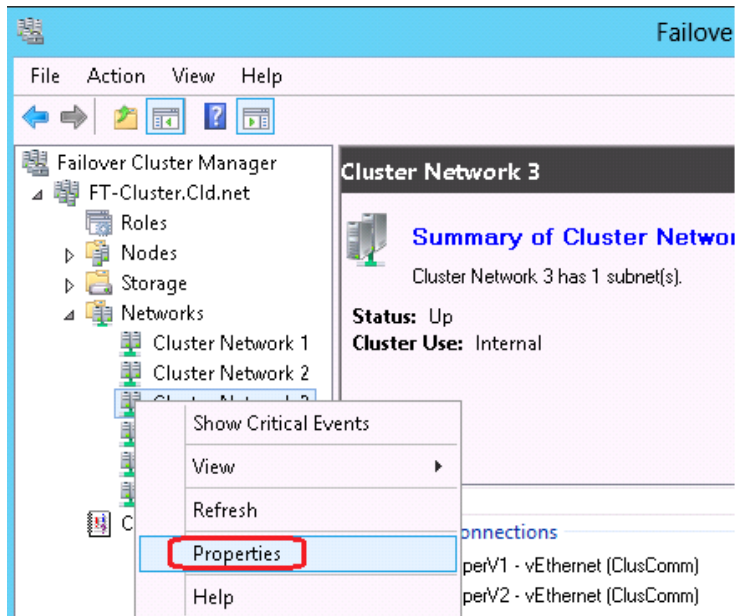 Failove
File Action View Help
Failover Cluster Manager
FT-Cluster.Cld.net
Roles
Nodes
Storage
Networks
Cluster Network 1
Cluster Network 2
C
Show Critical Events
View
Refresh
Properties
Help
Cluster Network 3
Summary of Cluster Networ
Cluster Network 3 has 1 subnet(s).
Status: Up
Cluster Use: Internal
onnections
perV1 - vEthernet (ClusComm)
perV2 - vEthernet (ClusComm)